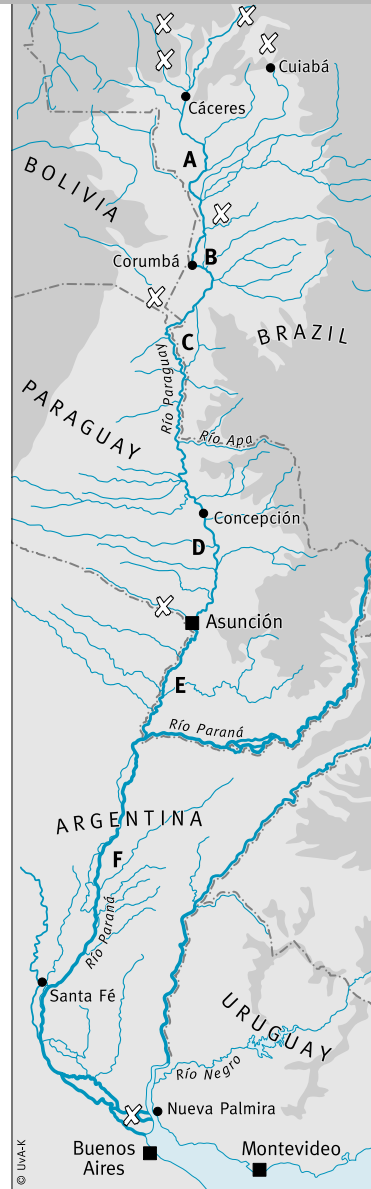 Cuiabá
Cáceres
A
BOLIVIA
Corumbá
B
BRAZIL
C
Río Paraguay
PARAGUAY
Río Apa
Concepción
D
Asunción
E
Río Paraná
ARGENTINA
F
Río Paraná
Santa Fé
URUGUAY
Río Negro
Nueva Palmira
Buenos
Aires
Montevideo
© UvA-K